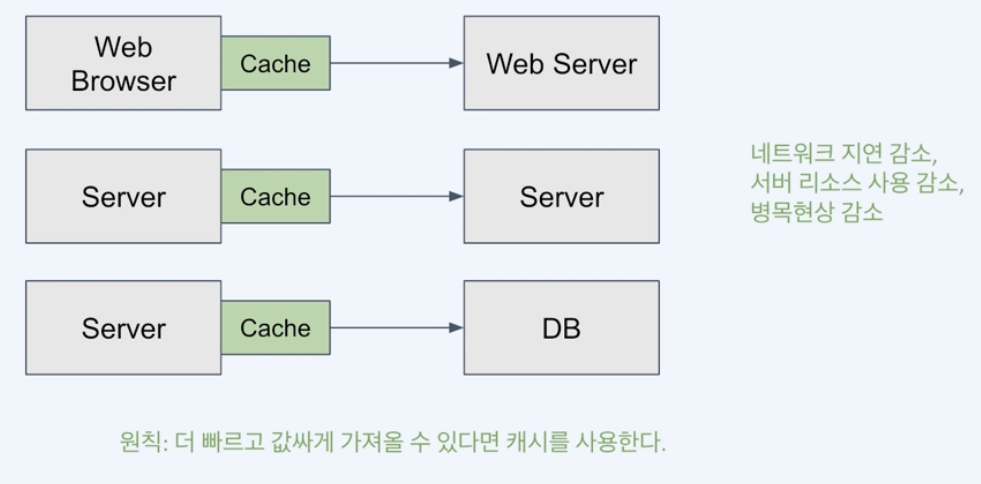 Web
Browser
Cache
Web Server
Server
Cache
Server
네트워크 지연 감소,
서버 리소스 사용 감소,
병목현상 감소
Server
Cache
DB
원칙: 더 빠르고 값싸게 가져올 수 있다면 캐시를 사용한다.